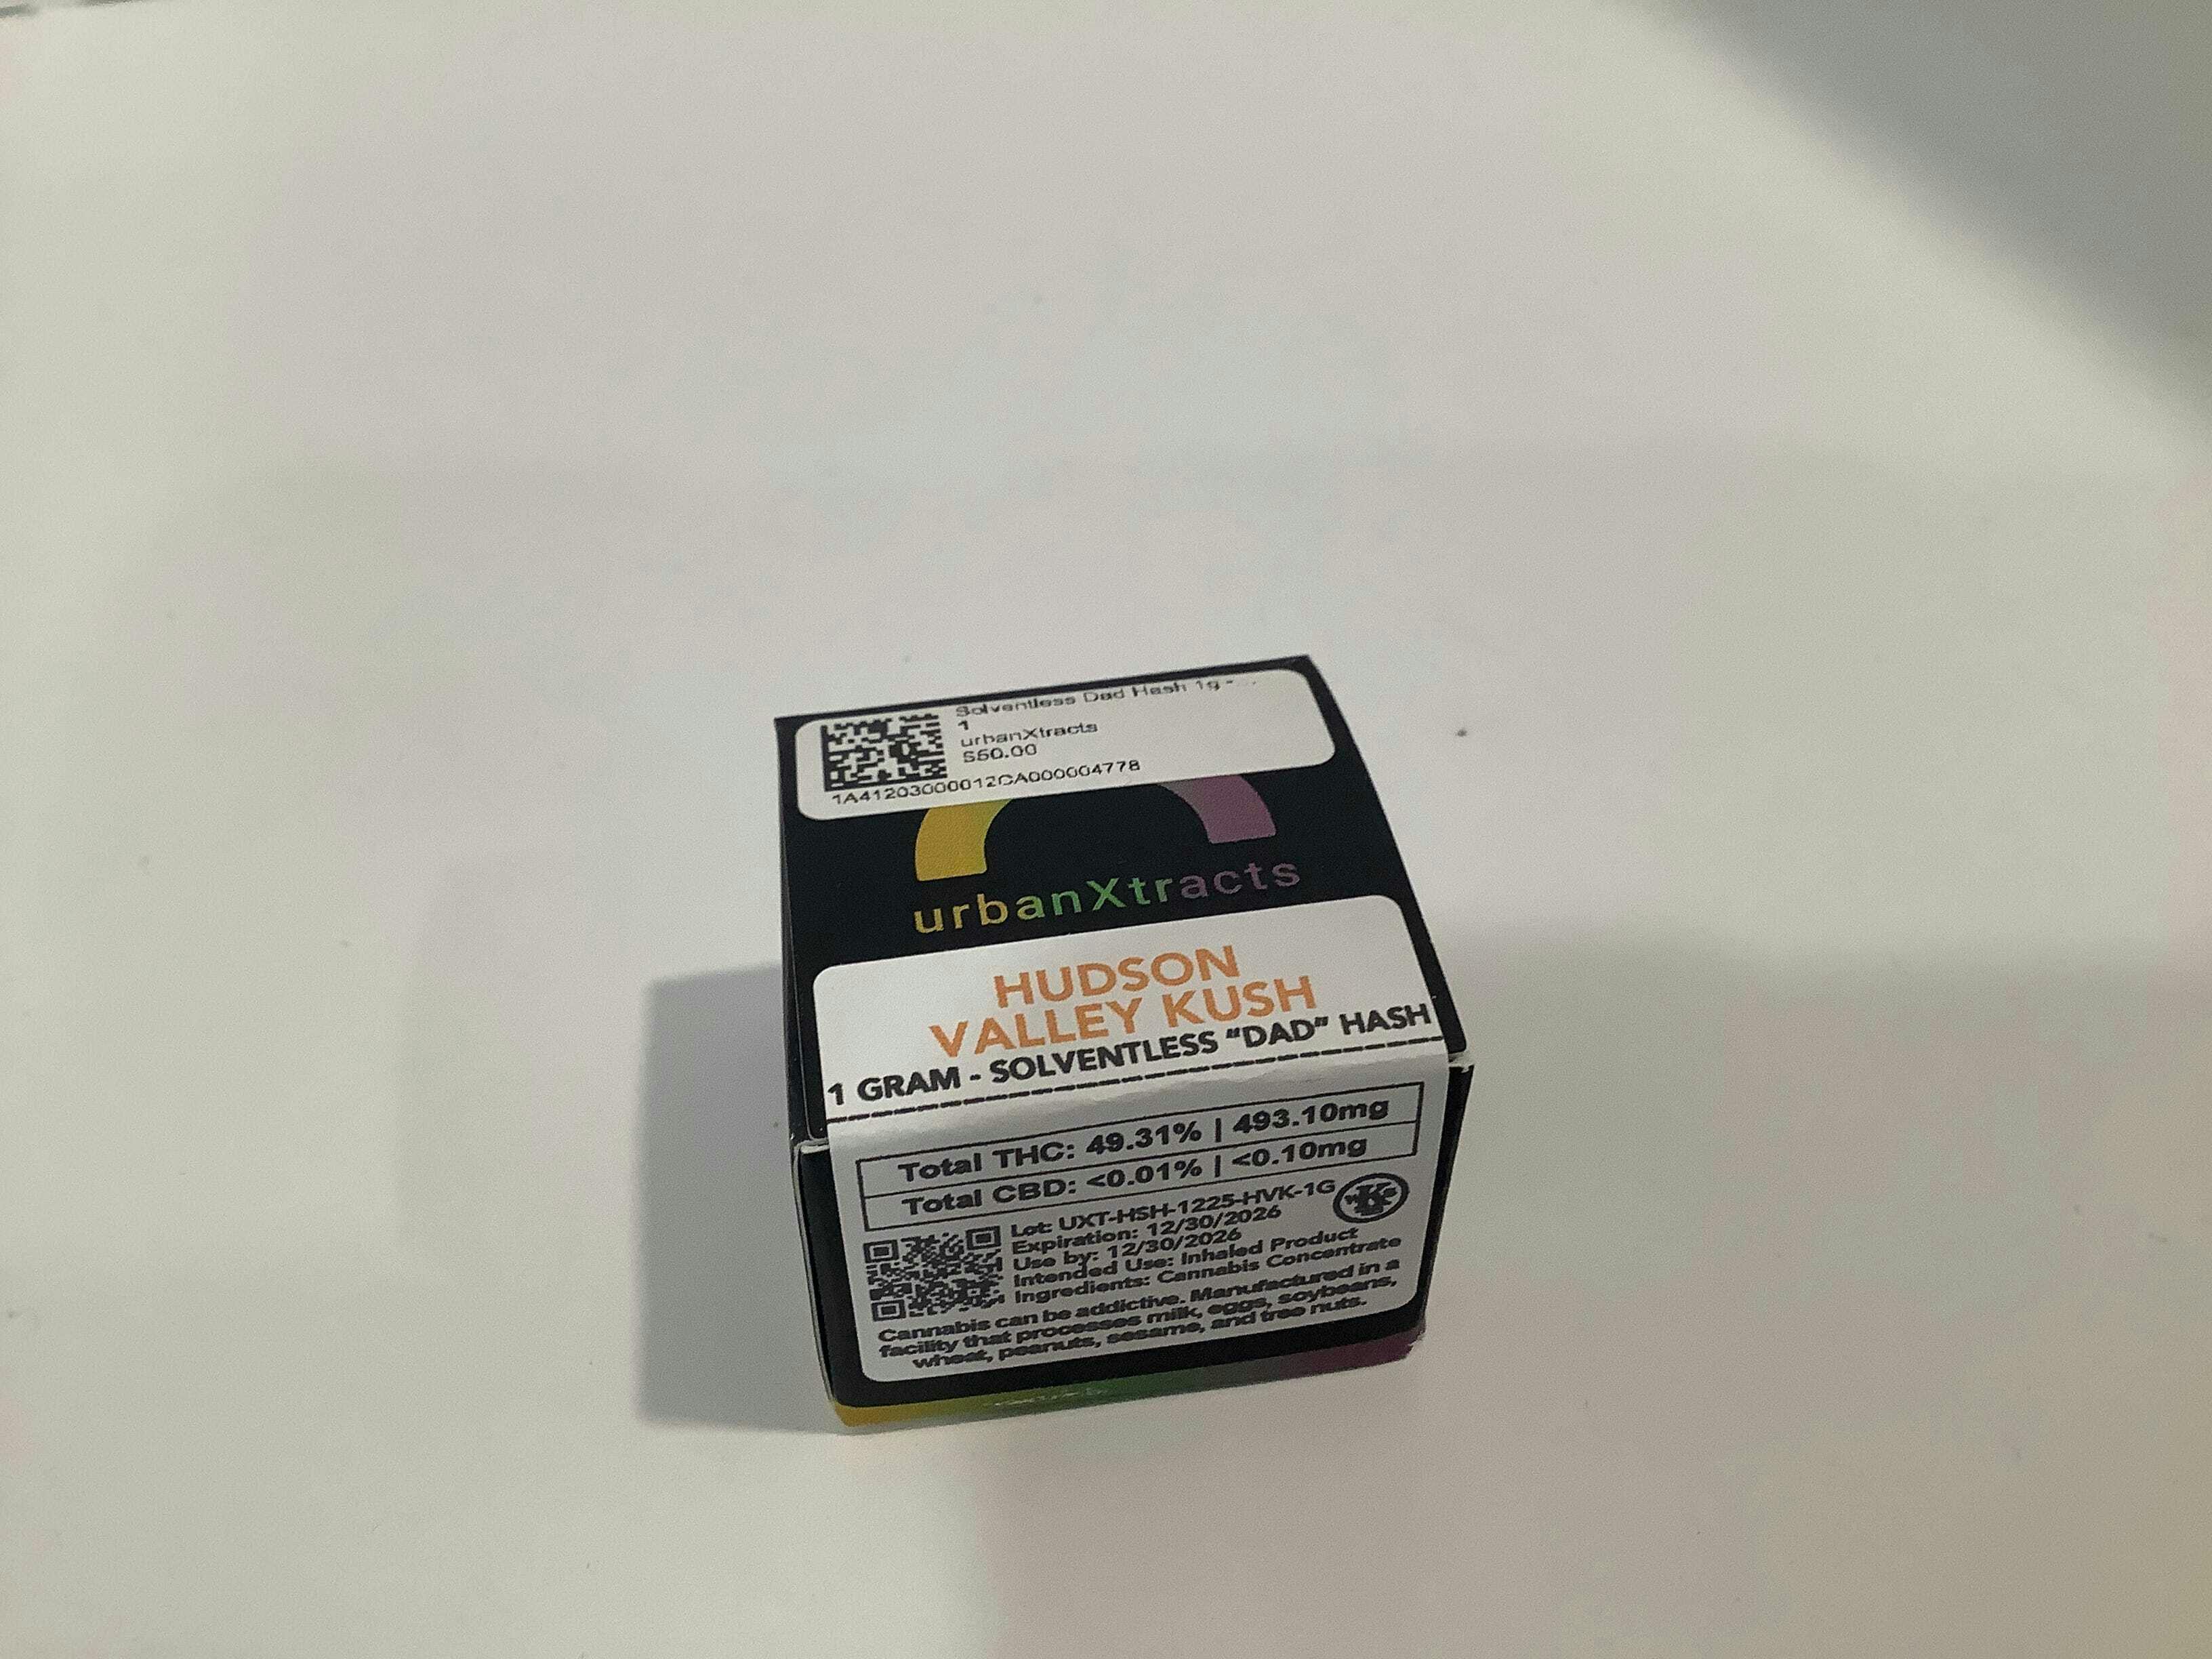 Solventless Dad Hash 1g - ...
1
urbanXtracts
$50.00
1A41203000012CA000004778
urbanXtracts
HUDSON
VALLEY KUSH
1 GRAM - SOLVENTLESS "DAD" HASH
Total THC: 49.31% | 493.10mg
Total CBD: <0.01% | <0.10mg
Lot: UXT-HSH-1225-HVK-1G
Expiration: 12/30/2026
Use by: 12/30/2026
Intended Use: Inhaled Product
Ingredients: Cannabis Concentrate
Cannabis can be addictive. Manufactured in a
facility that processes milk, eggs, soybeans,
wheat, peanuts, sesame, and tree nuts.